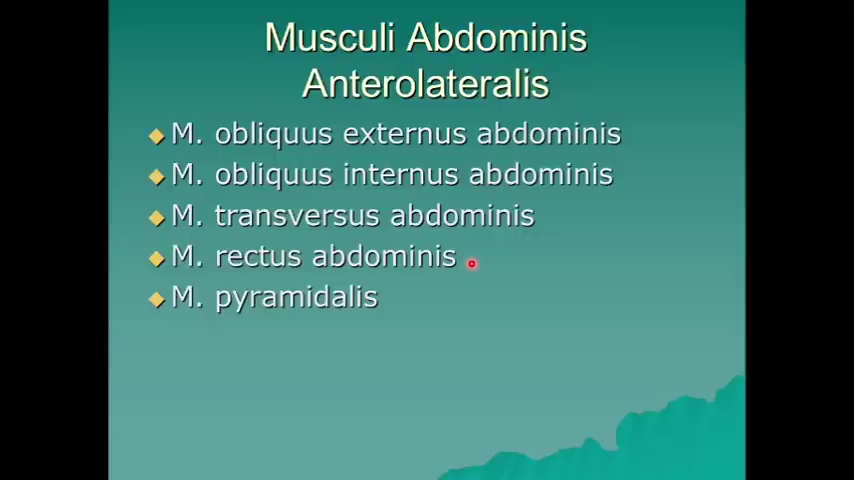 Musculi Abdominis
Anterolateralis
M. obliquus externus abdominis
M. obliquus internus abdominis
M. transversus abdominis
M. rectus abdominis
M. pyramidalis